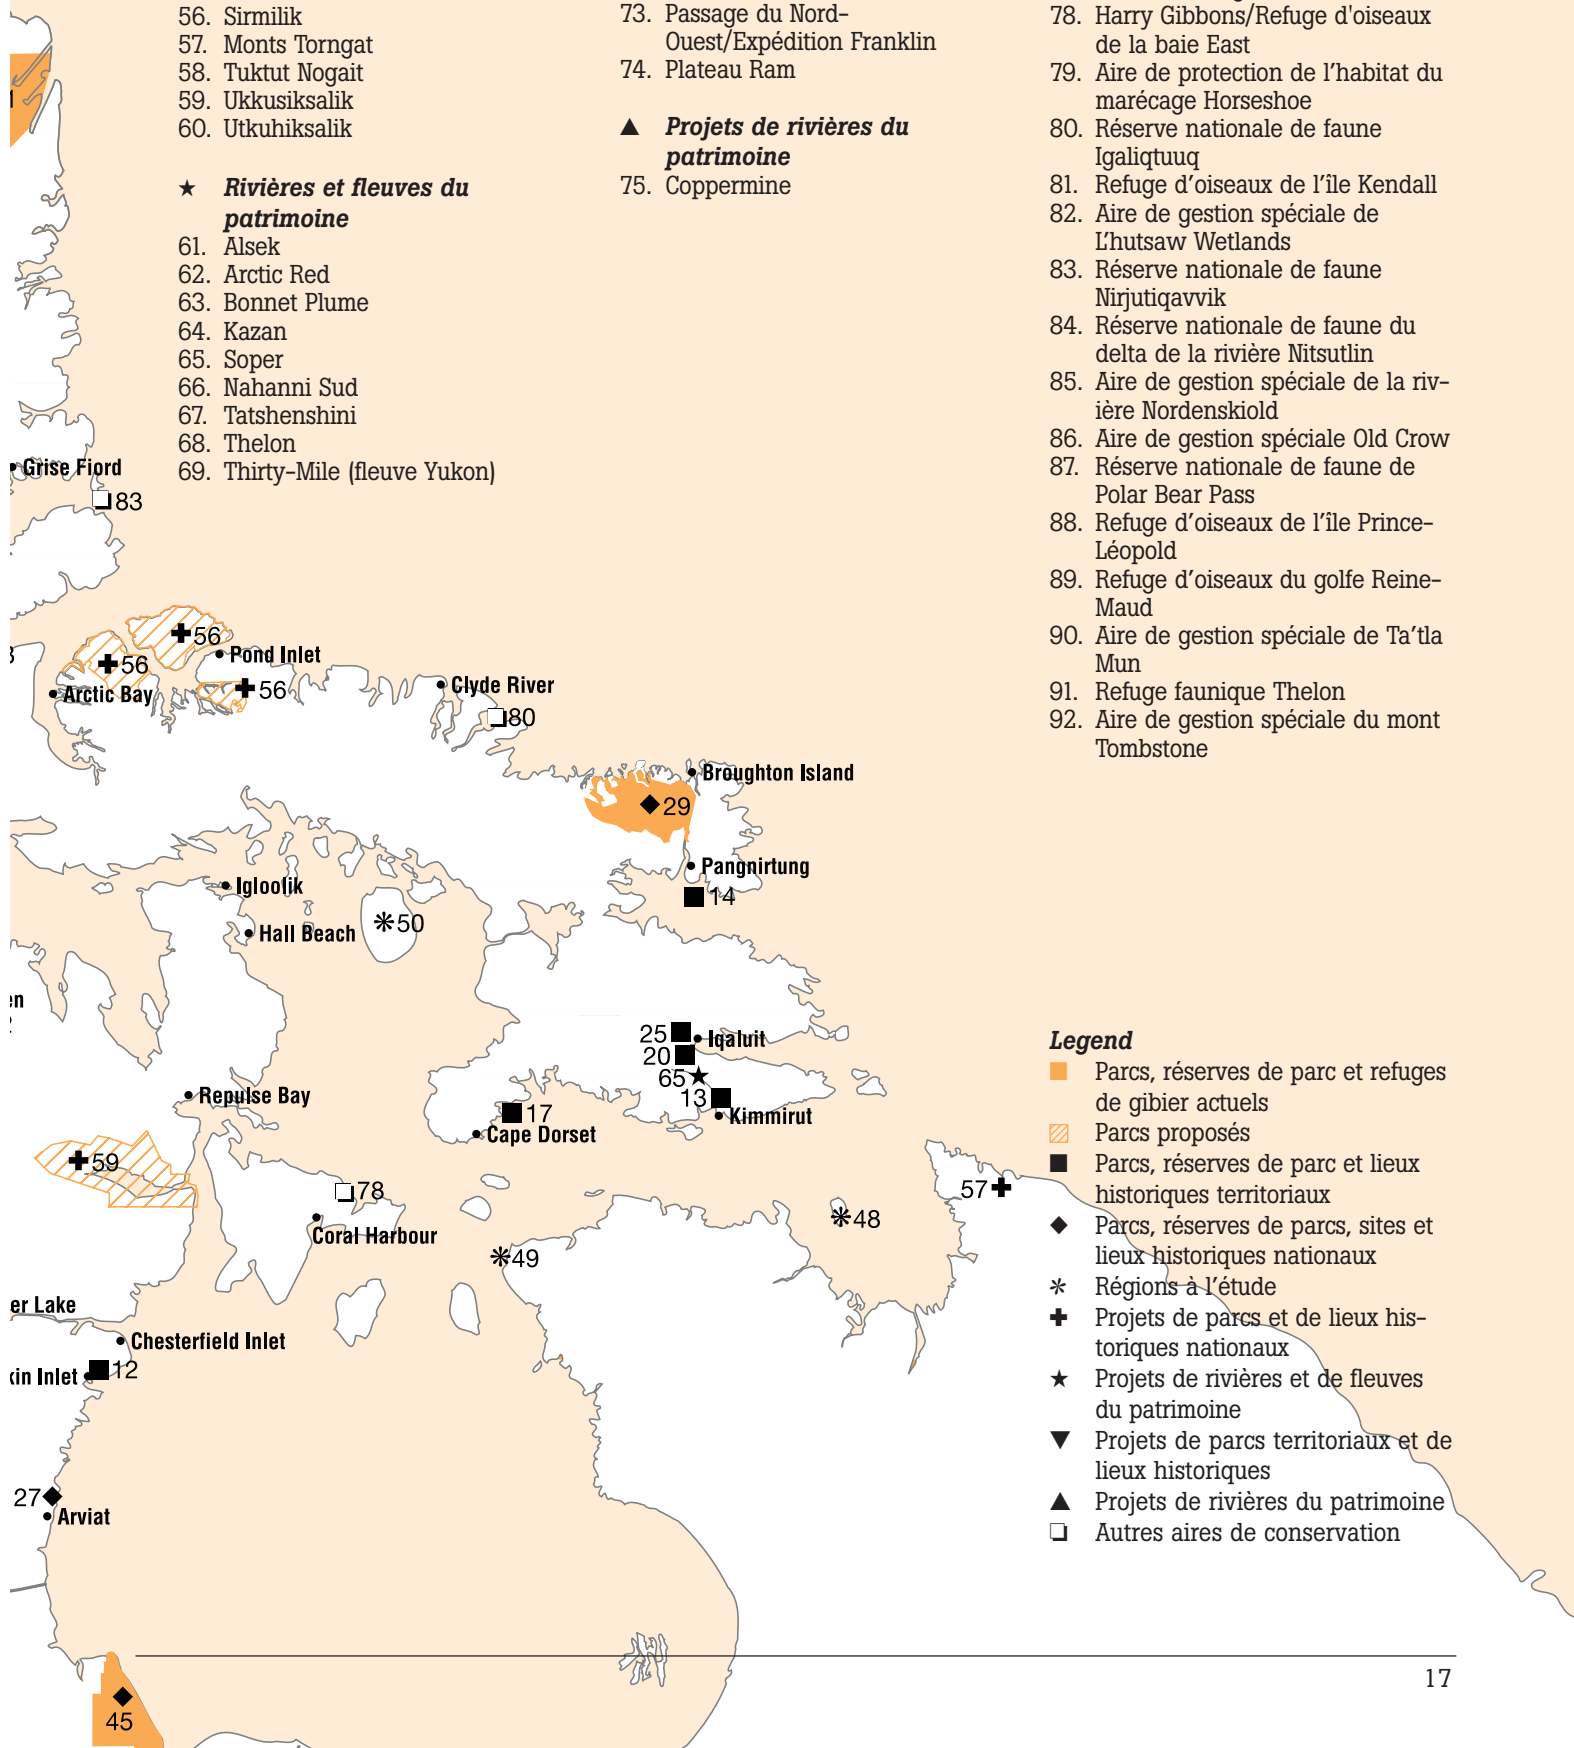 56. Sirmilik
57. Monts Torngat
58. Tuktut Nogait
59. Ukkusiksalik
60. Utkuhiksalik
★ Rivières et fleuves du
patrimoine
61. Alsek
62. Arctic Red
63. Bonnet Plume
64. Kazan
65. Soper
66. Nahanni Sud
67. Tatshenshini
68. Thelon
69. Thirty-Mile (fleuve Yukon)
73. Passage du Nord-
Ouest/Expédition Franklin
74. Plateau Ram
▲ Projets de rivières du
patrimoine
75. Coppermine
78. Harry Gibbons/Refuge d'oiseaux
de la baie East
79. Aire de protection de l’habitat du
marécage Horseshoe
80. Réserve nationale de faune
Igaliqtuuq
81. Refuge d’oiseaux de l’île Kendall
82. Aire de gestion spéciale de
L’hutsaw Wetlands
83. Réserve nationale de faune
Nirjutiqavvik
84. Réserve nationale de faune du
delta de la rivière Nitsutlin
85. Aire de gestion spéciale de la riv-
ière Nordenskiold
86. Aire de gestion spéciale Old Crow
87. Réserve nationale de faune de
Polar Bear Pass
88. Refuge d’oiseaux de l’île Prince-
Léopold
89. Refuge d’oiseaux du golfe Reine-
Maud
90. Aire de gestion spéciale de Ta’tla
Mun
91. Refuge faunique Thelon
92. Aire de gestion spéciale du mont
Tombstone
Grise Fiord
83
56
Pond Inlet
56
Arctic Bay
56
Clyde River
80
Broughton Island
29
Pangnirtung
14
Igloolik
50
Hall Beach
25
Iqaluit
20
65
13
Kimmirut
Repulse Bay
17
Cape Dorset
59
78
Coral Harbour
57
48
49
er Lake
Chesterfield Inlet
kin Inlet
12
27
Arviat
45
Legend
Parcs, réserves de parc et refuges
de gibier actuels
Parcs proposés
■ Parcs, réserves de parc et lieux
historiques territoriaux
◆ Parcs, réserves de parcs, sites et
lieux historiques nationaux
Régions à l’étude
✚ Projets de parcs et de lieux his-
toriques nationaux
★ Projets de rivières et de fleuves
du patrimoine
▼ Projets de parcs territoriaux et de
lieux historiques
▲ Projets de rivières du patrimoine
❏ Autres aires de conservation
17